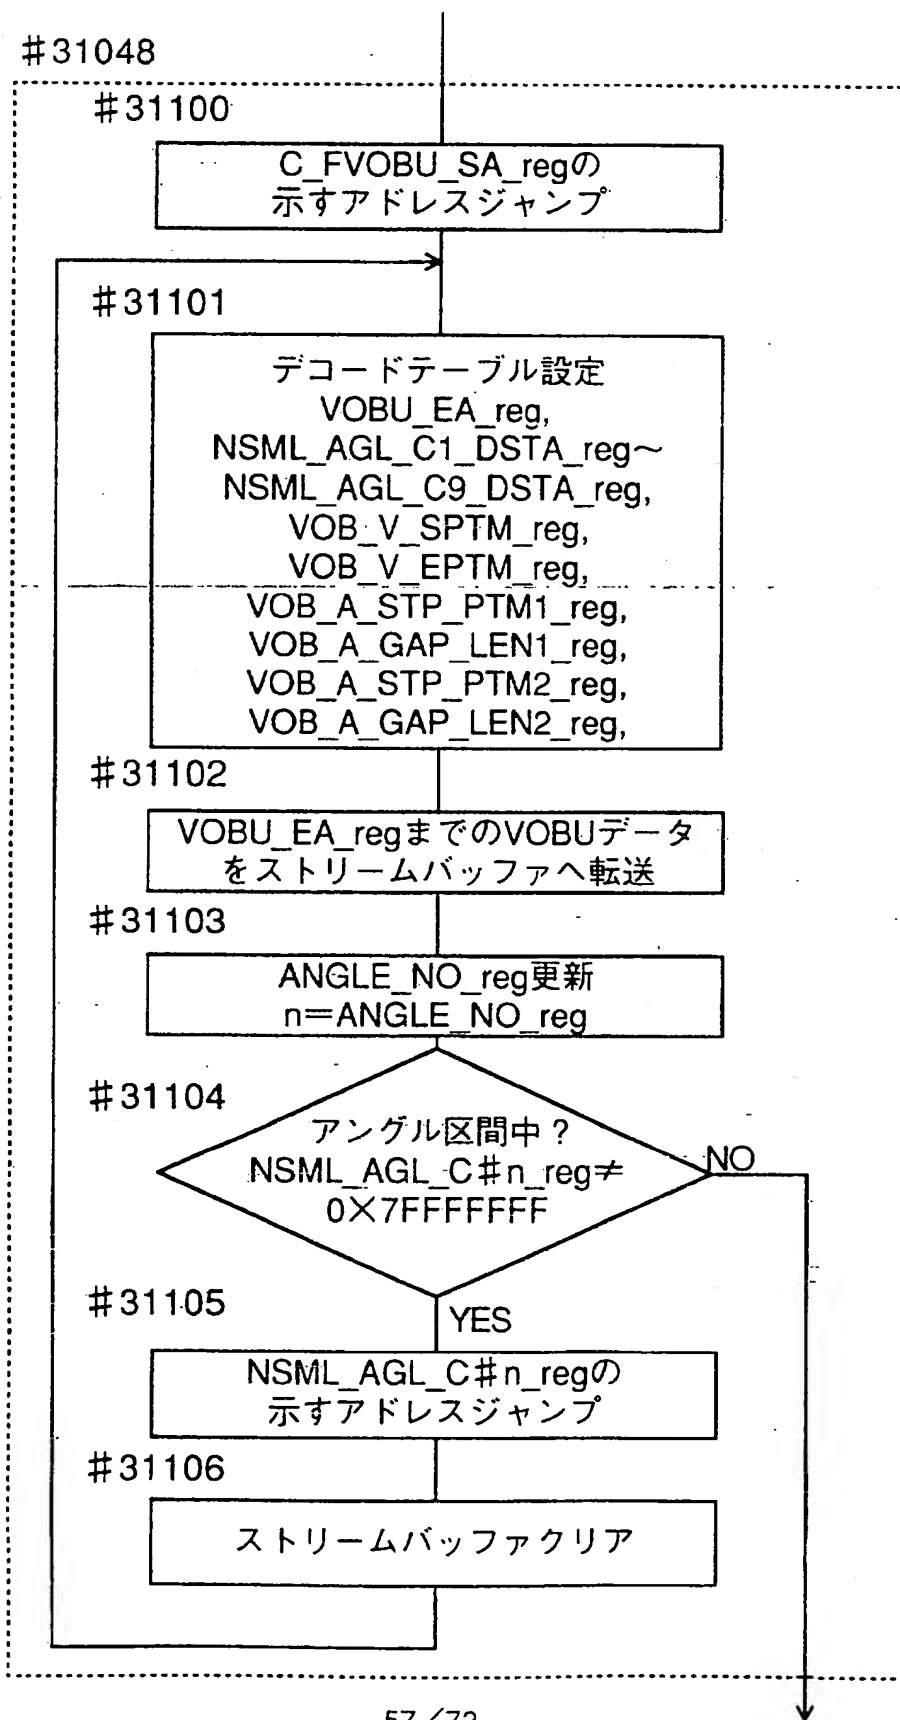 #31048
#31100
C_FVOBU_SA_regの
示すアドレスジャンプ
#31101
デコードテーブル設定
VOBU_EA_reg,
NSML_AGL_C1_DSTA_reg~
NSML_AGL_C9_DSTA_reg,
VOB_V_SPTM_reg,
VOB_V_EPTM_reg,
VOB_A_STP_PTM1_reg,
VOB_A_GAP_LEN1_reg,
VOB_A_STP_PTM2_reg,
VOB_A_GAP_LEN2_reg,
#31102
VOBU_EA_regまでのVOBUデータ
をストリームバッファへ転送
#31103
ANGLE_NO_reg更新
n=ANGLE_NO_reg
#31104
アングル区間中?
NSML_AGL_C#n_reg≠
0×7FFFFFFF
NO
#31105
YES
NSML_AGL_C#n_regの
示すアドレスジャンプ
#31106
ストリームバッファクリア
57/72